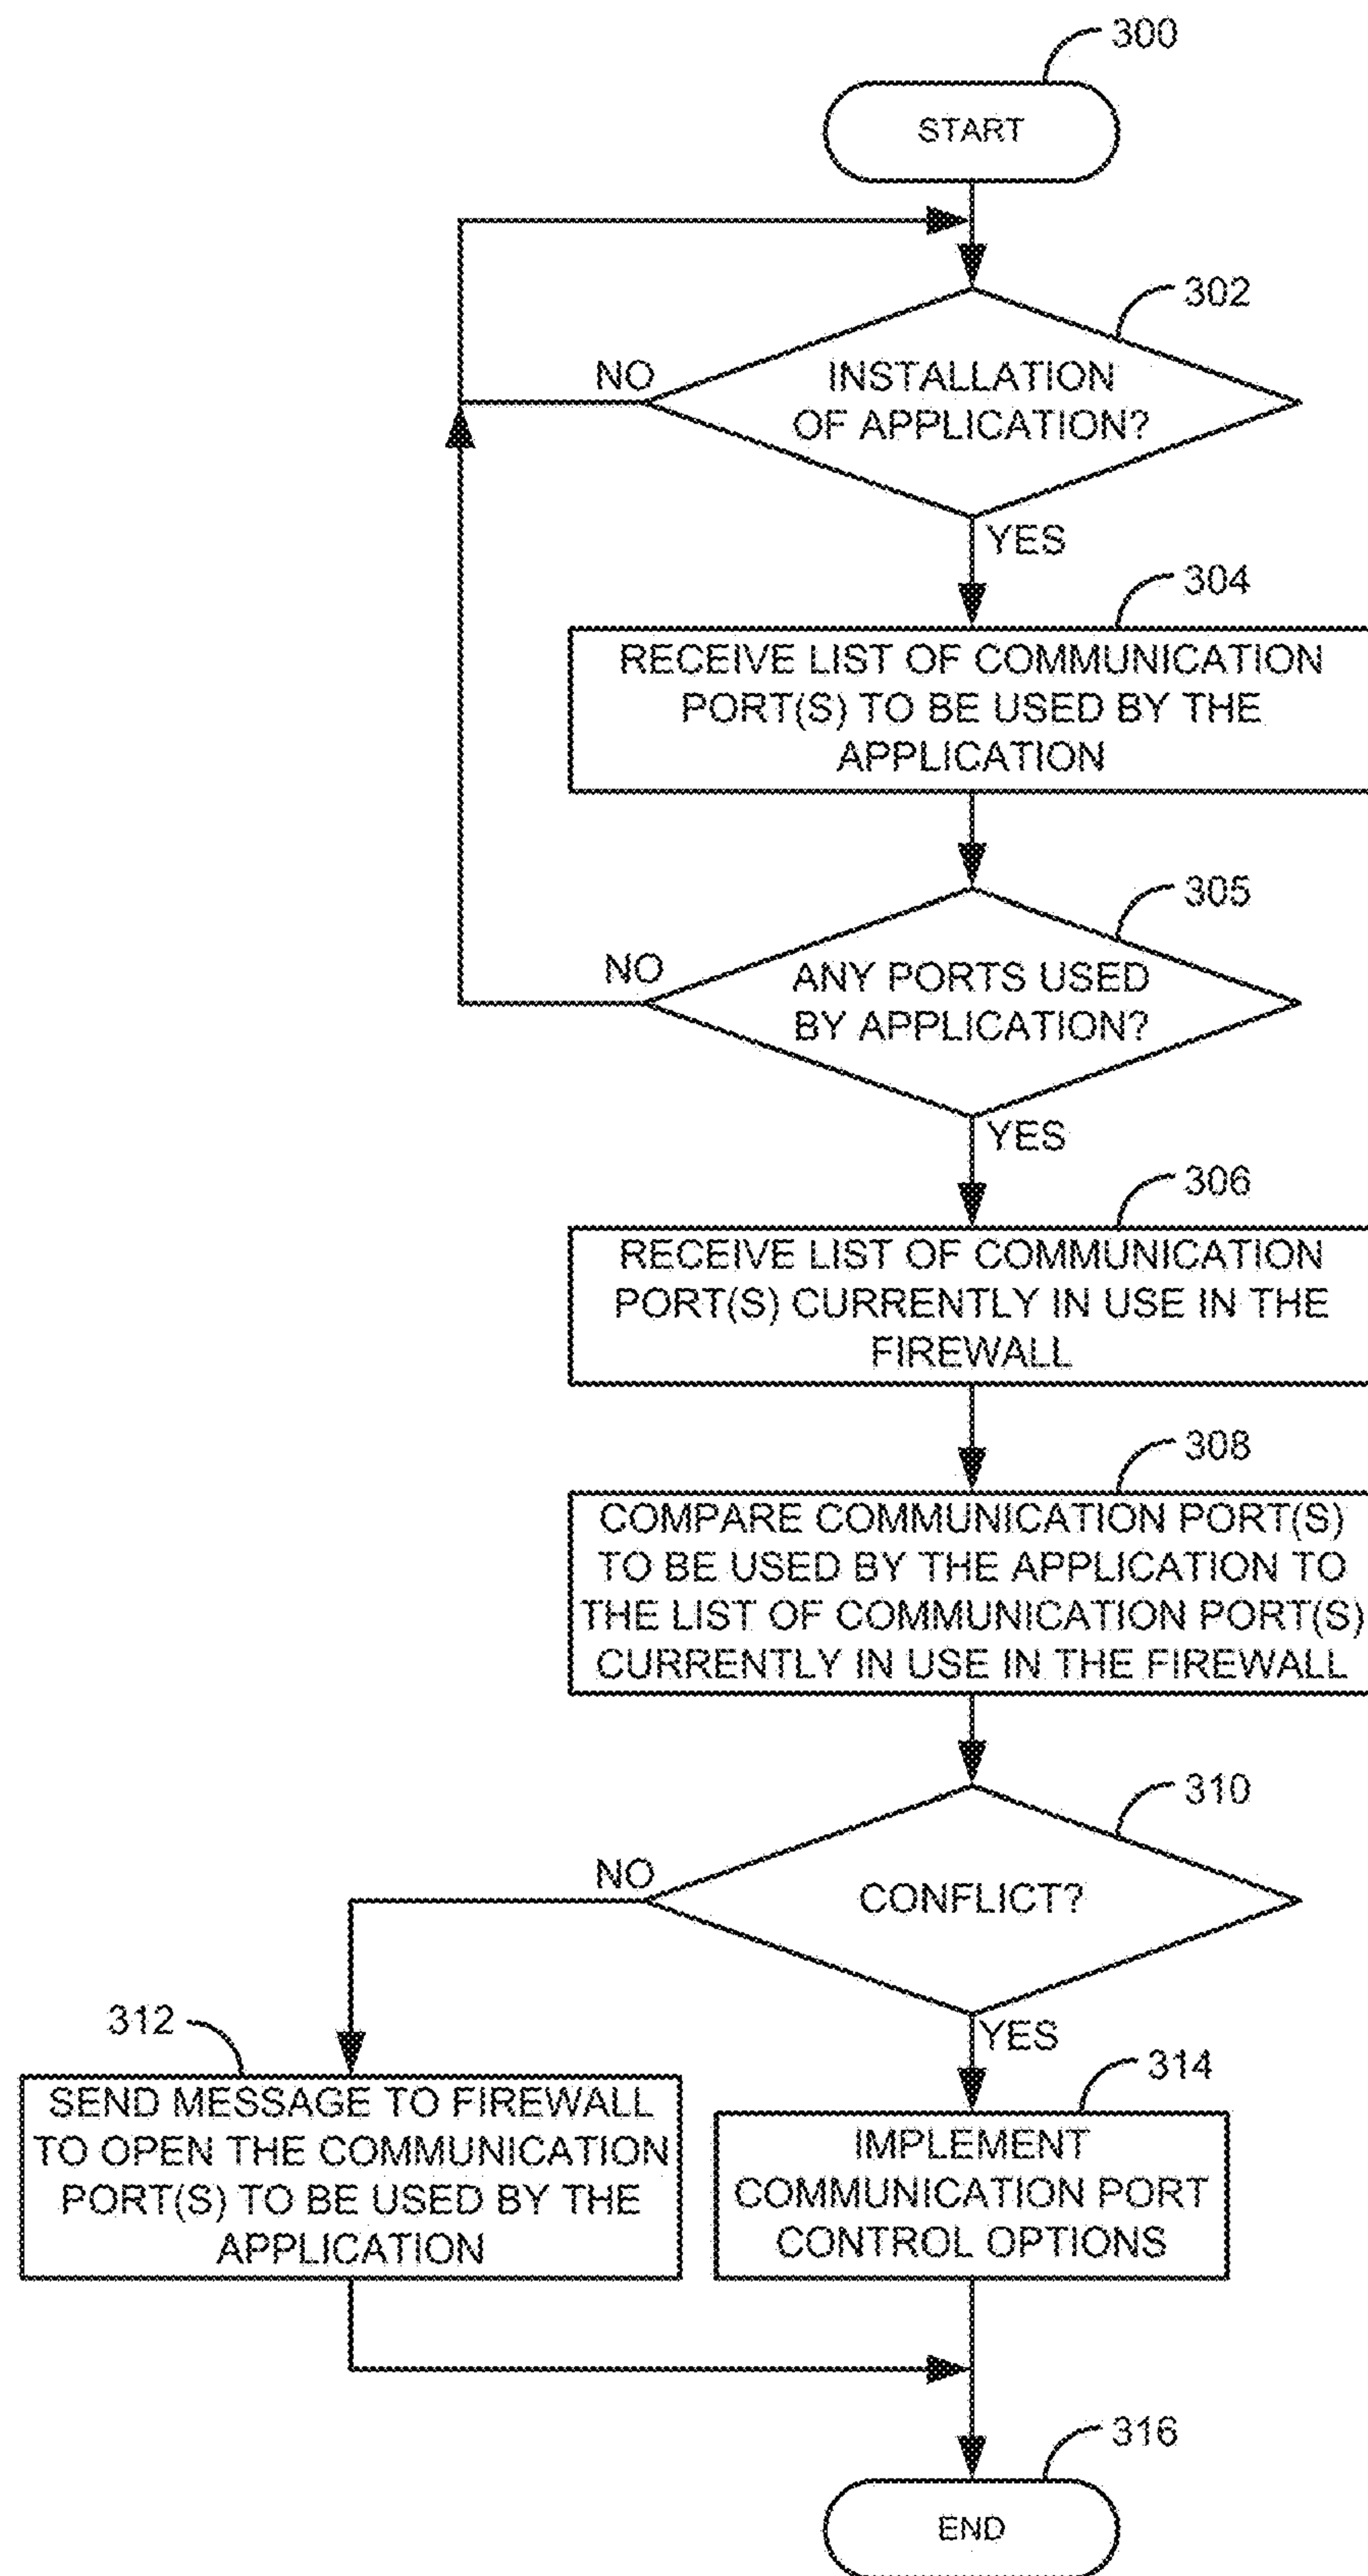 300
START
302
NO
INSTALLATION
OF APPLICATION?
YES
304
RECEIVE LIST OF COMMUNICATION
PORT(S) TO BE USED BY THE
APPLICATION
305
NO
ANY PORTS USED
BY APPLICATION?
YES
306
RECEIVE LIST OF COMMUNICATION
PORT(S) CURRENTLY IN USE IN THE
FIREWALL
308
COMPARE COMMUNICATION PORT(S)
TO BE USED BY THE APPLICATION TO
THE LIST OF COMMUNICATION PORT(S)
CURRENTLY IN USE IN THE FIREWALL
310
NO
CONFLICT?
YES
312
SEND MESSAGE TO FIREWALL
TO OPEN THE COMMUNICATION
PORT(S) TO BE USED BY THE
APPLICATION
314
IMPLEMENT
COMMUNICATION PORT
CONTROL OPTIONS
316
END